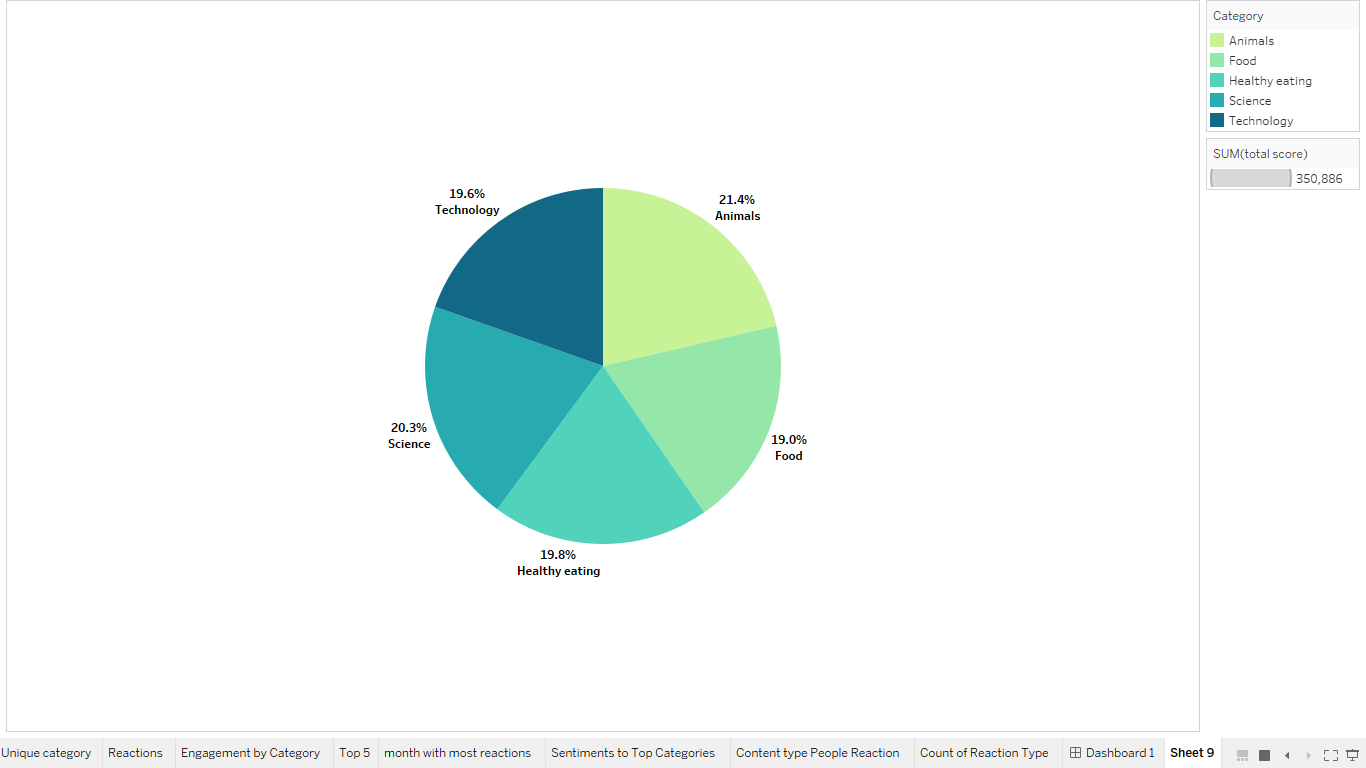 19.6%
Technology
21.4%
Animals
20.3%
Science
19.0%
Food
19.8%
Healthy eating
Category
Animals
Food
Healthy eating
Science
Technology
SUM(total score)
350,886
Unique category Reactions Engagement by Category Top 5 month with most reactions Sentiments to Top Categories Content type People Reaction Count of Reaction Type Dashboard 1 Sheet 9